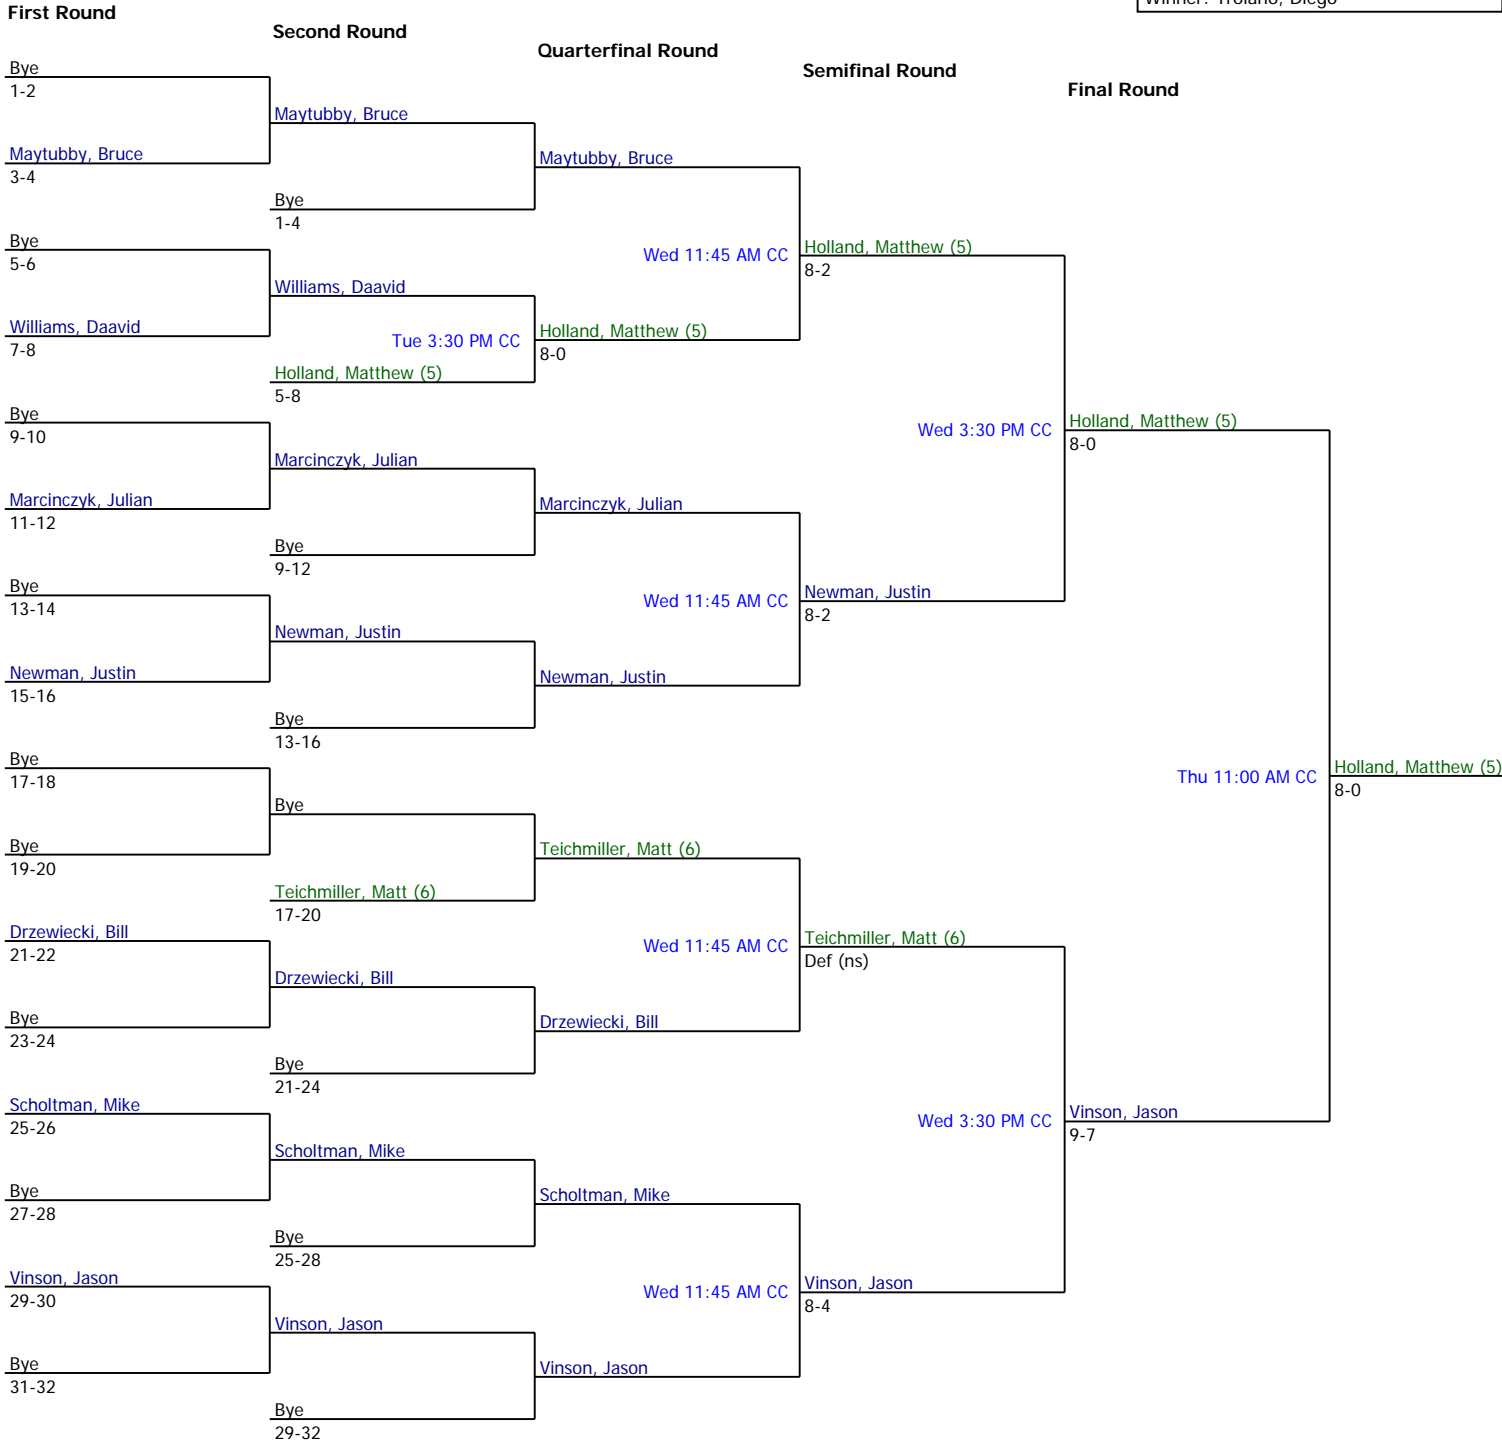 Winner: Troiano, Diego
First Round
Second Round
Quarterfinal Round
Semifinal Round
Final Round
Bye
1-2
Maytubby, Bruce
3-4
Bye
5-6
Williams, Daavid
7-8
Bye
9-10
Marcinczyk, Julian
11-12
Bye
13-14
Newman, Justin
15-16
Bye
17-18
Bye
19-20
Drzewiecki, Bill
21-22
Bye
23-24
Scholtman, Mike
25-26
Bye
27-28
Vinson, Jason
29-30
Bye
31-32
Maytubby, Bruce
Bye
1-4
Williams, Daavid
Tue 3:30 PM CC
Holland, Matthew (5)
5-8
Marcinczyk, Julian
Bye
9-12
Newman, Justin
Bye
13-16
Bye
Teichmiller, Matt (6)
17-20
Drzewiecki, Bill
Bye
21-24
Scholtman, Mike
Bye
25-28
Vinson, Jason
Bye
29-32
Maytubby, Bruce
Wed 11:45 AM CC
Holland, Matthew (5)
8-0
Marcinczyk, Julian
Wed 11:45 AM CC
Newman, Justin
Teichmiller, Matt (6)
Wed 11:45 AM CC
Drzewiecki, Bill
Scholtman, Mike
Wed 11:45 AM CC
Vinson, Jason
Holland, Matthew (5)
8-2
Wed 3:30 PM CC
Newman, Justin
8-2
Teichmiller, Matt (6)
Def (ns)
Wed 3:30 PM CC
Vinson, Jason
8-4
Holland, Matthew (5)
8-0
Thu 11:00 AM CC
Vinson, Jason
9-7
Holland, Matthew (5)
8-0